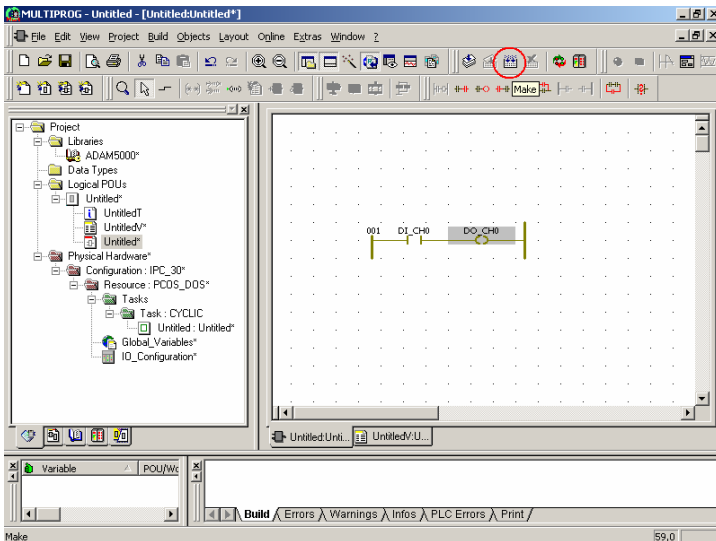 MULTIPROG - Untitled - [Untitled:Untitled*]
File Edit View Project Build Objects Layout Online Extras Window ?
Make
Project
Libraries
ADAM5000*
Data Types
Logical POUs
Untitled*
UntitledT
UntitledV*
Untitled*
Physical Hardware*
Configuration : IPC_30*
Resource : PCOS_DOS*
Tasks
Task : CYCLIC
Untitled : Untitled*
Global_Variables*
IO_Configuration*
001 DI_CH0 DO_CH0
Untitled:Unti... UntitledV:U...
Variable POU/Wc
Build Errors Warnings Infos PLC Errors Print
Make 59,0